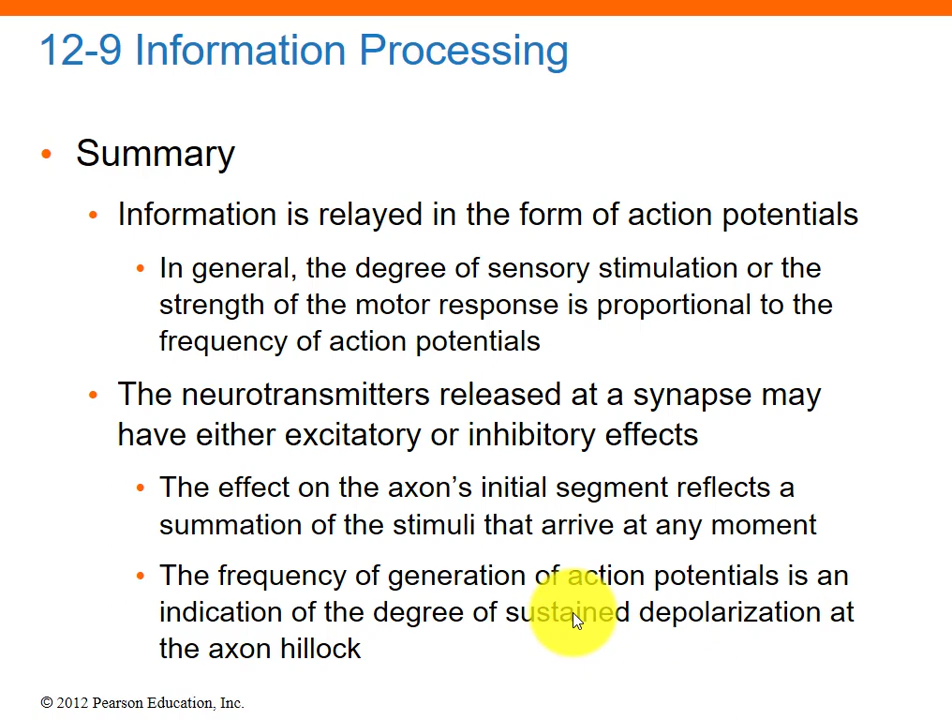 12-9 Information Processing
• Summary
• Information is relayed in the form of action potentials
• In general, the degree of sensory stimulation or the
strength of the motor response is proportional to the
frequency of action potentials
• The neurotransmitters released at a synapse may
have either excitatory or inhibitory effects
• The effect on the axon’s initial segment reflects a
summation of the stimuli that arrive at any moment
• The frequency of generation of action potentials is an
indication of the degree of sustained depolarization at
the axon hillock
© 2012 Pearson Education, Inc.